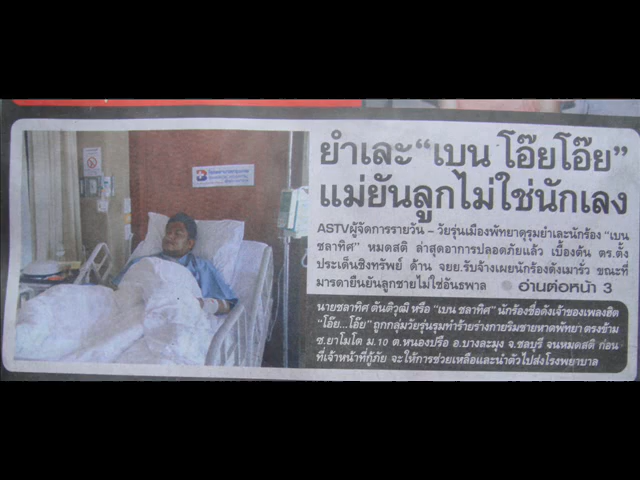 ยำเละ“เบน โอ๊ยโอ๊ย”
แม่ยันลูกไม่ใช่นักเลง
ASTVผู้จัดการรายวัน – วัยรุ่นเมืองพัทยาดุรุมยำเละนักร้อง “เบน
ชลาทิศ” หมดสติ ล่าสุดอาการปลอดภัยแล้ว เบื้องต้น ตร.ตั้ง
ประเด็นชิงทรัพย์ ด้าน จยย.รับจ้างเผยนักร้องดังเมารั่ว ขณะที่
มารดายืนยันลูกชายไม่ใช่อันธพาล อ่านต่อหน้า 3
นายชลาทิศ ตันติวุฒิ หรือ “เบน ชลาทิศ” นักร้องชื่อดังเจ้าของเพลงฮิต
“โอ๊ย...โอ๊ย” ถูกกลุ่มวัยรุ่นรุมทำร้ายร่างกายริมชายหาดพัทยา ตรงข้าม
ซ.ยาโมโต ม.10 ต.หนองปรือ อ.บางละมุง จ.ชลบุรี จนหมดสติ ก่อน
ที่เจ้าหน้าที่กู้ภัย จะให้การช่วยเหลือและนำตัวไปส่งโรงพยาบาล